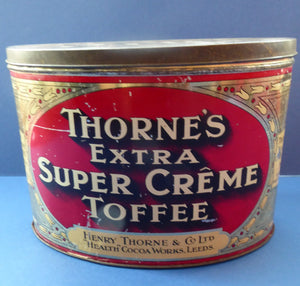 THORNE'S
EXTRA
SUPER CRÊME
TOFFEE
HENRY THORNE & Co LTD
HEALTH COCOA WORKS, LEEDS.